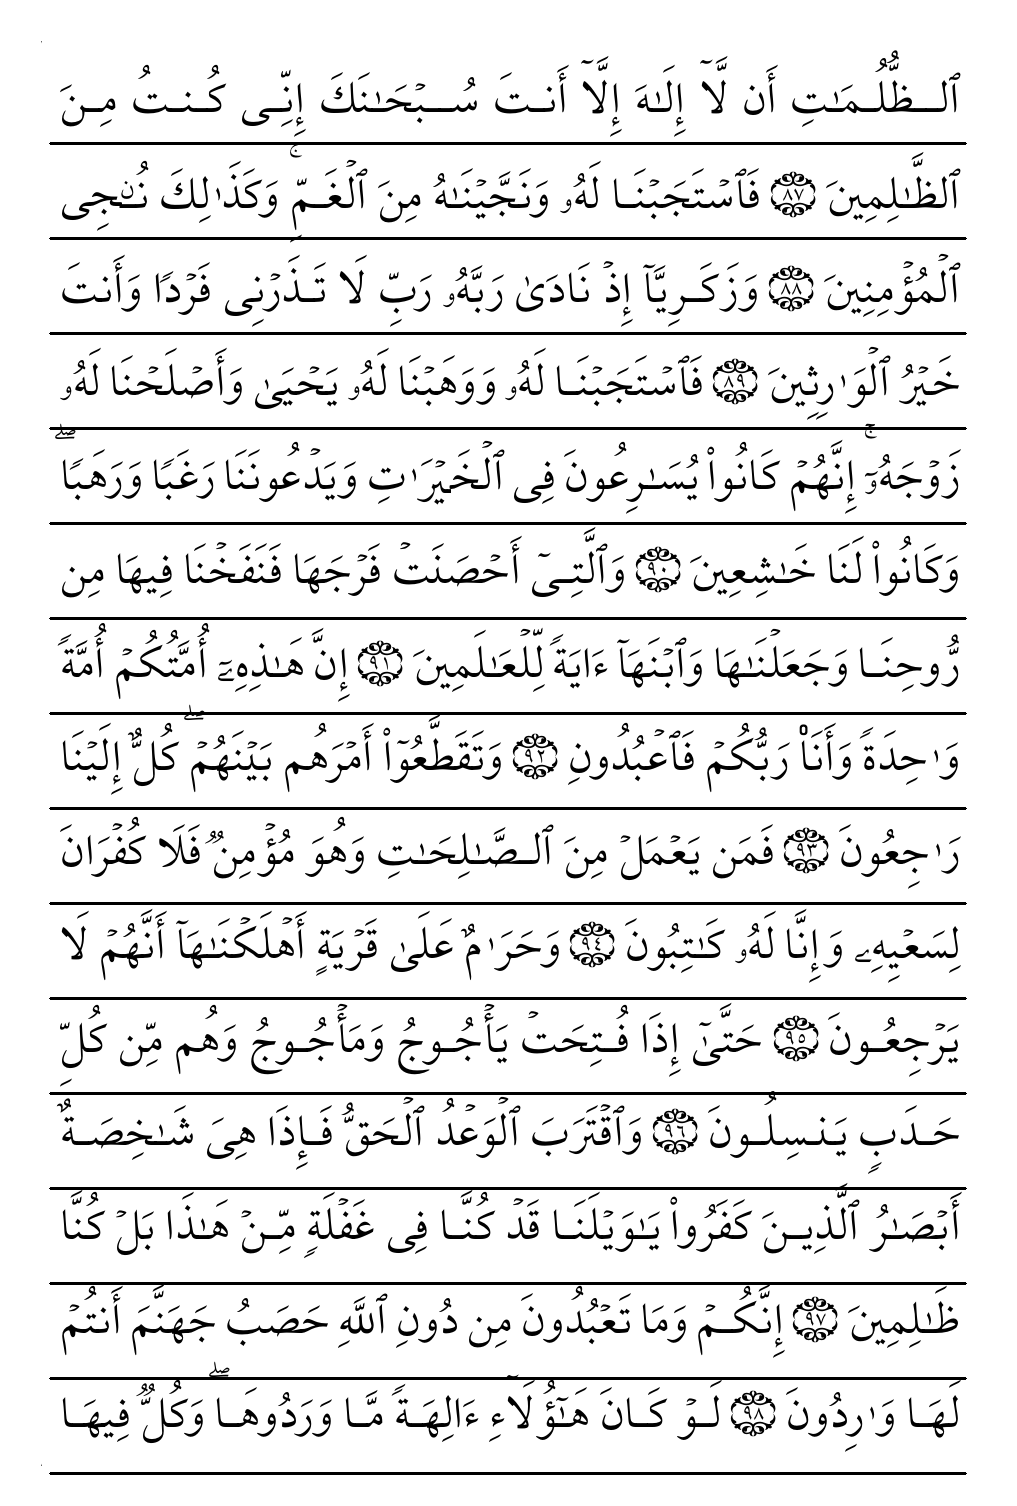 ٱلظُّلُمَـٰتِ أَن لَّآ إِلَـٰهَ إِلَّآ أَنتَ سُبْحَـٰنَكَ إِنِّى كُنتُ مِنَ
ٱلظَّـٰلِمِينَ ۝٨٧ فَٱسْتَجَبْنَا لَهُۥ وَنَجَّيْنَـٰهُ مِنَ ٱلْغَمِّ ۚ وَكَذَٰلِكَ نُـۨجِى
ٱلْمُؤْمِنِينَ ۝٨٨ وَزَكَرِيَّآ إِذْ نَادَىٰ رَبَّهُۥ رَبِّ لَا تَذَرْنِى فَرْدًا وَأَنتَ
خَيْرُ ٱلْوَٰرِثِينَ ۝٨٩ فَٱسْتَجَبْنَا لَهُۥ وَوَهَبْنَا لَهُۥ يَحْيَىٰ وَأَصْلَحْنَا لَهُۥ
زَوْجَهُۥٓ ۚ إِنَّهُمْ كَانُوا۟ يُسَـٰرِعُونَ فِى ٱلْخَيْرَٰتِ وَيَدْعُونَنَا رَغَبًا وَرَهَبًا ۖ
وَكَانُوا۟ لَنَا خَـٰشِعِينَ ۝٩٠ وَٱلَّتِىٓ أَحْصَنَتْ فَرْجَهَا فَنَفَخْنَا فِيهَا مِن
رُّوحِنَا وَجَعَلْنَـٰهَا وَٱبْنَهَآ ءَايَةً لِّلْعَـٰلَمِينَ ۝٩١ إِنَّ هَـٰذِهِۦٓ أُمَّتُكُمْ أُمَّةً
وَٰحِدَةً وَأَنَا۠ رَبُّكُمْ فَٱعْبُدُونِ ۝٩٢ وَتَقَطَّعُوٓا۟ أَمْرَهُم بَيْنَهُمْ ۖ كُلٌّ إِلَيْنَا
رَٰجِعُونَ ۝٩٣ فَمَن يَعْمَلْ مِنَ ٱلصَّـٰلِحَـٰتِ وَهُوَ مُؤْمِنٌ فَلَا كُفْرَانَ
لِسَعْيِهِۦ وَإِنَّا لَهُۥ كَـٰتِبُونَ ۝٩٤ وَحَرَٰمٌ عَلَىٰ قَرْيَةٍ أَهْلَكْنَـٰهَآ أَنَّهُمْ لَا
يَرْجِعُونَ ۝٩٥ حَتَّىٰٓ إِذَا فُتِحَتْ يَأْجُوجُ وَمَأْجُوجُ وَهُم مِّن كُلِّ
حَدَبٍ يَنسِلُونَ ۝٩٦ وَٱقْتَرَبَ ٱلْوَعْدُ ٱلْحَقُّ فَإِذَا هِىَ شَـٰخِصَةٌ
أَبْصَـٰرُ ٱلَّذِينَ كَفَرُوا۟ يَـٰوَيْلَنَا قَدْ كُنَّا فِى غَفْلَةٍ مِّنْ هَـٰذَا بَلْ كُنَّا
ظَـٰلِمِينَ ۝٩٧ إِنَّكُمْ وَمَا تَعْبُدُونَ مِن دُونِ ٱللَّهِ حَصَبُ جَهَنَّمَ أَنتُمْ
لَهَا وَٰرِدُونَ ۝٩٨ لَوْ كَانَ هَـٰٓؤُلَآءِ ءَالِهَةً مَّا وَرَدُوهَا ۖ وَكُلٌّ فِيهَا